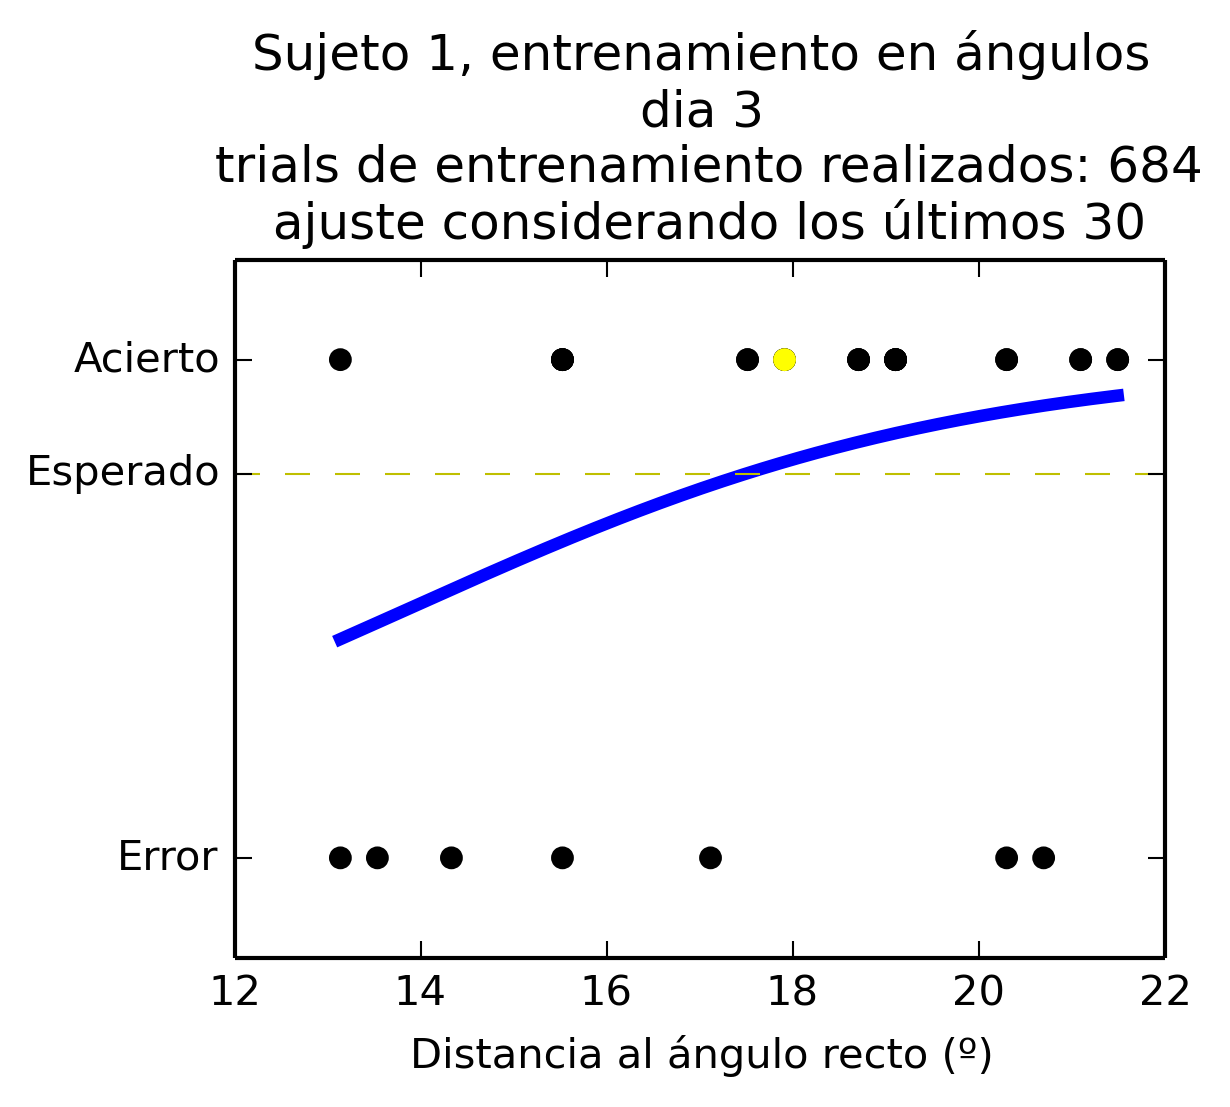 Sujeto 1, entrenamiento en ángulos
dia 3
trials de entrenamiento realizados: 684
ajuste considerando los últimos 30
Acierto
Esperado
Error
12 14 16 18 20 22
Distancia al ángulo recto (º)